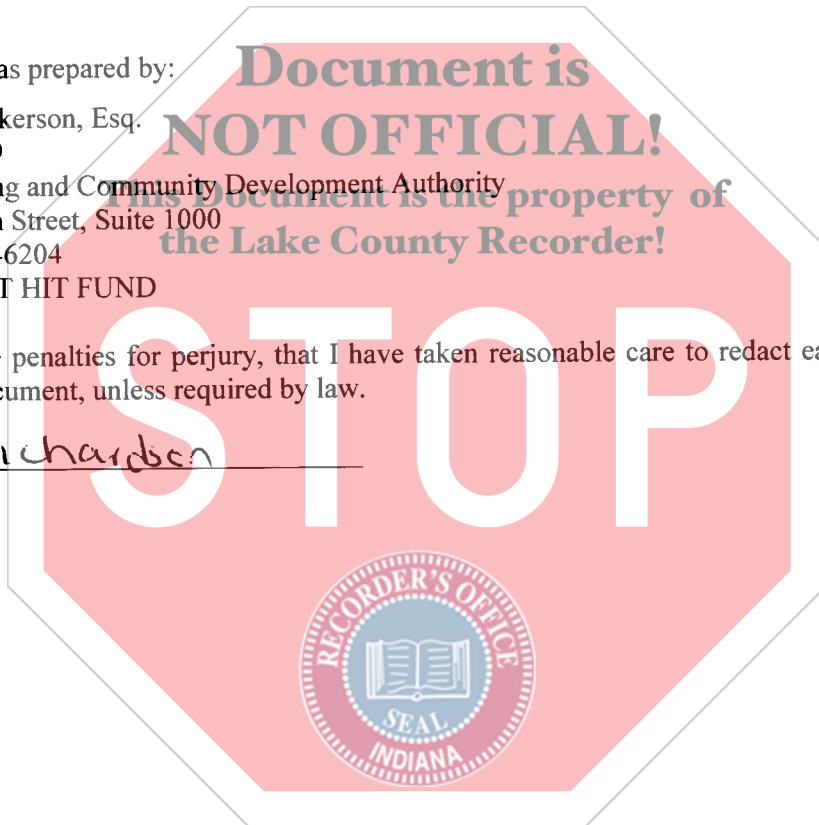 as prepared by:
kerson, Esq.
ng and Community Development Authority
n Street, Suite 1000
-6204
T HIT FUND
penalties for perjury, that I have taken reasonable care to redact ea
cument, unless required by law.
ichardson
Document is
NOT OFFICIAL!
This Document is the property of
the Lake County Recorder!
STOP
RECORDER'S OFFICE
SEAL
INDIANA